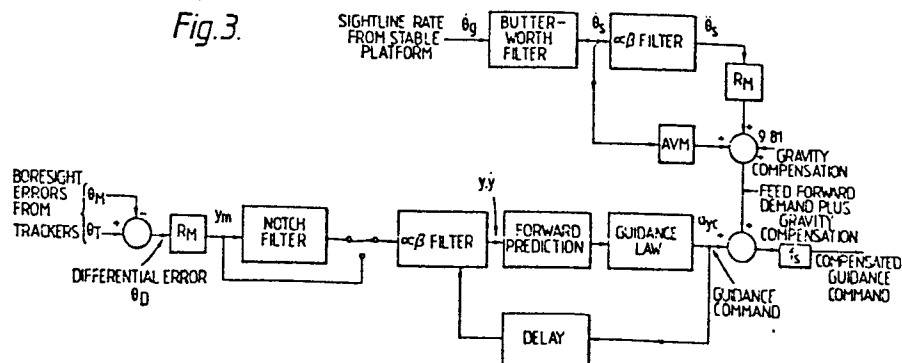 Fig.3.
SIGHTLINE RATE
FROM STABLE
PLATFORM
θ̇g
BUTTER-
WORTH
FILTER
θ̇s
∝β FILTER
θ̈s
RM
AVM
+
+
9.81
GRAVITY
COMPENSATION
FEED FORWARD
DEMAND PLUS
GRAVITY
COMPENSATION
BORESIGHT
ERRORS
FROM
TRACKERS
θM
θT
-
+
RM
DIFFERENTIAL ERROR
θD
ym
NOTCH
FILTER
∝β FILTER
y.ẏ
FORWARD
PREDICTION
GUIDANCE
LAW
+
+
GUIDANCE
COMMAND
COMPENSATED
GUIDANCE
COMMAND
DELAY